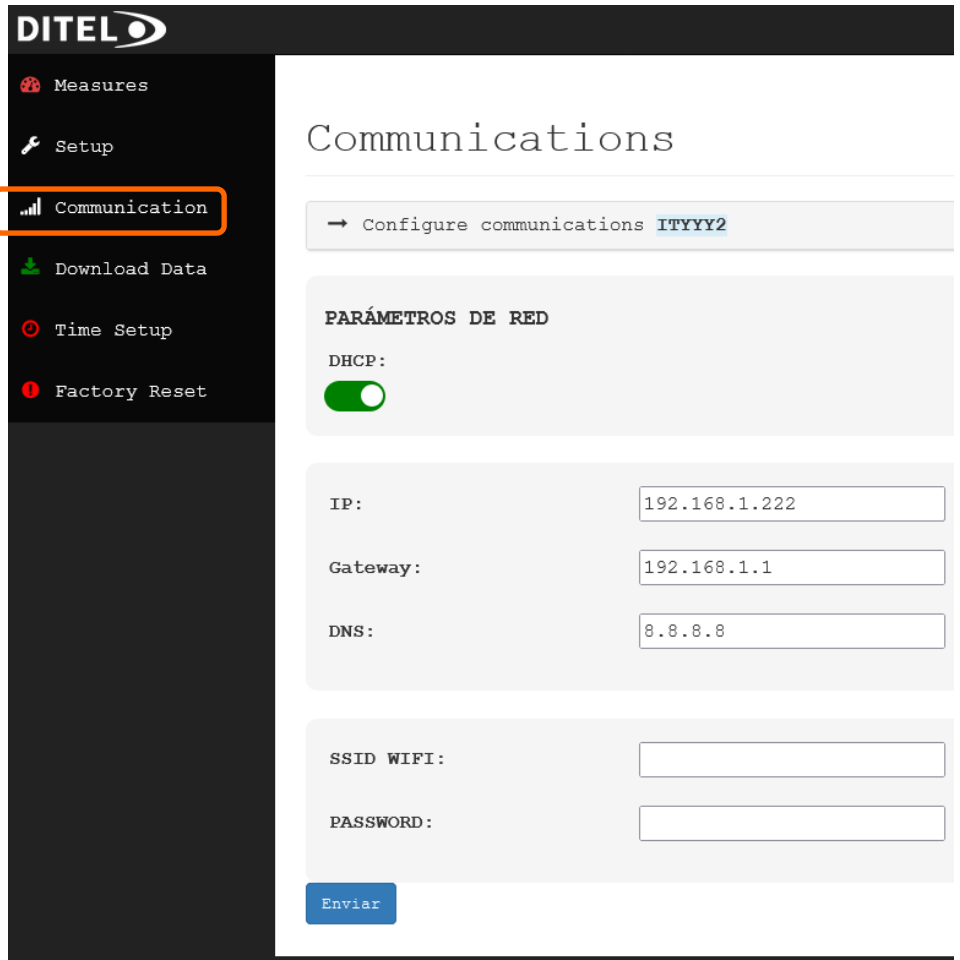 DITEL
Measures
Setup
Communication
Download Data
Time Setup
Factory Reset
Communications
→ Configure communications ITYYY2
PARÁMETROS DE RED
DHCP:
IP: 192.168.1.222
Gateway: 192.168.1.1
DNS: 8.8.8.8
SSID WIFI:
PASSWORD:
Enviar